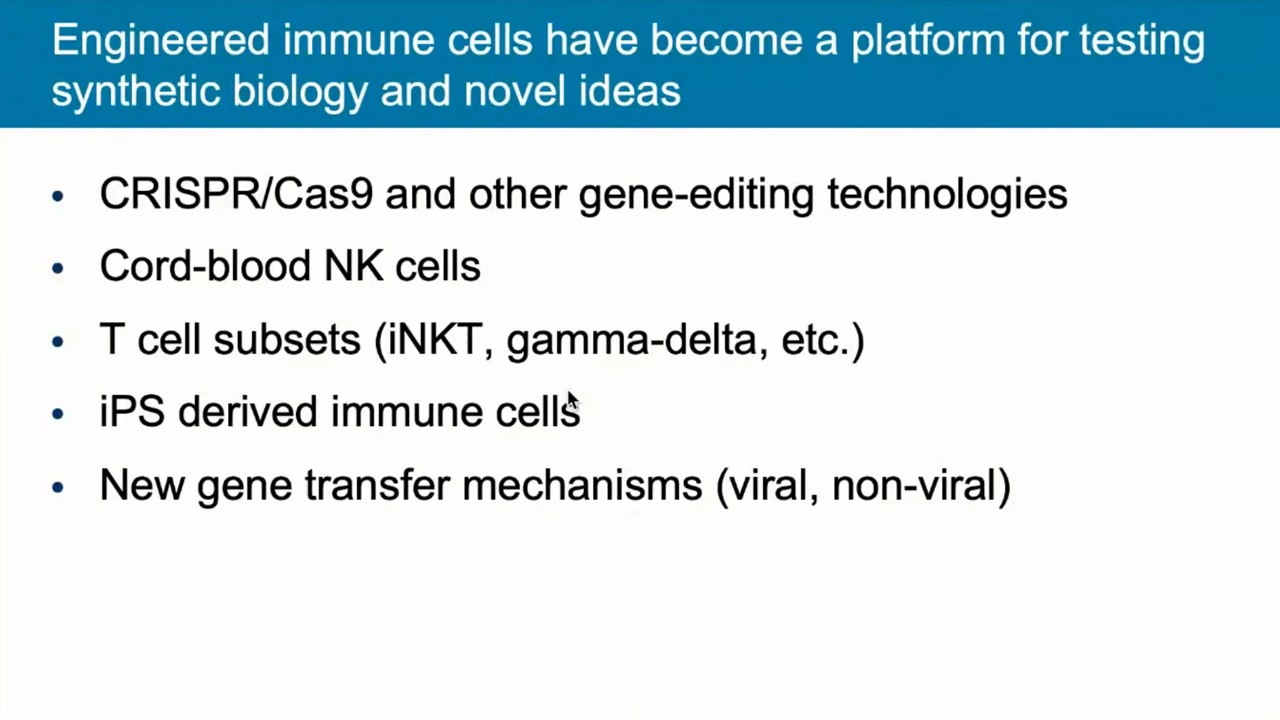 Engineered immune cells have become a platform for testing
synthetic biology and novel ideas
• CRISPR/Cas9 and other gene-editing technologies
• Cord-blood NK cells
• T cell subsets (iNKT, gamma-delta, etc.)
• iPS derived immune cells
• New gene transfer mechanisms (viral, non-viral)